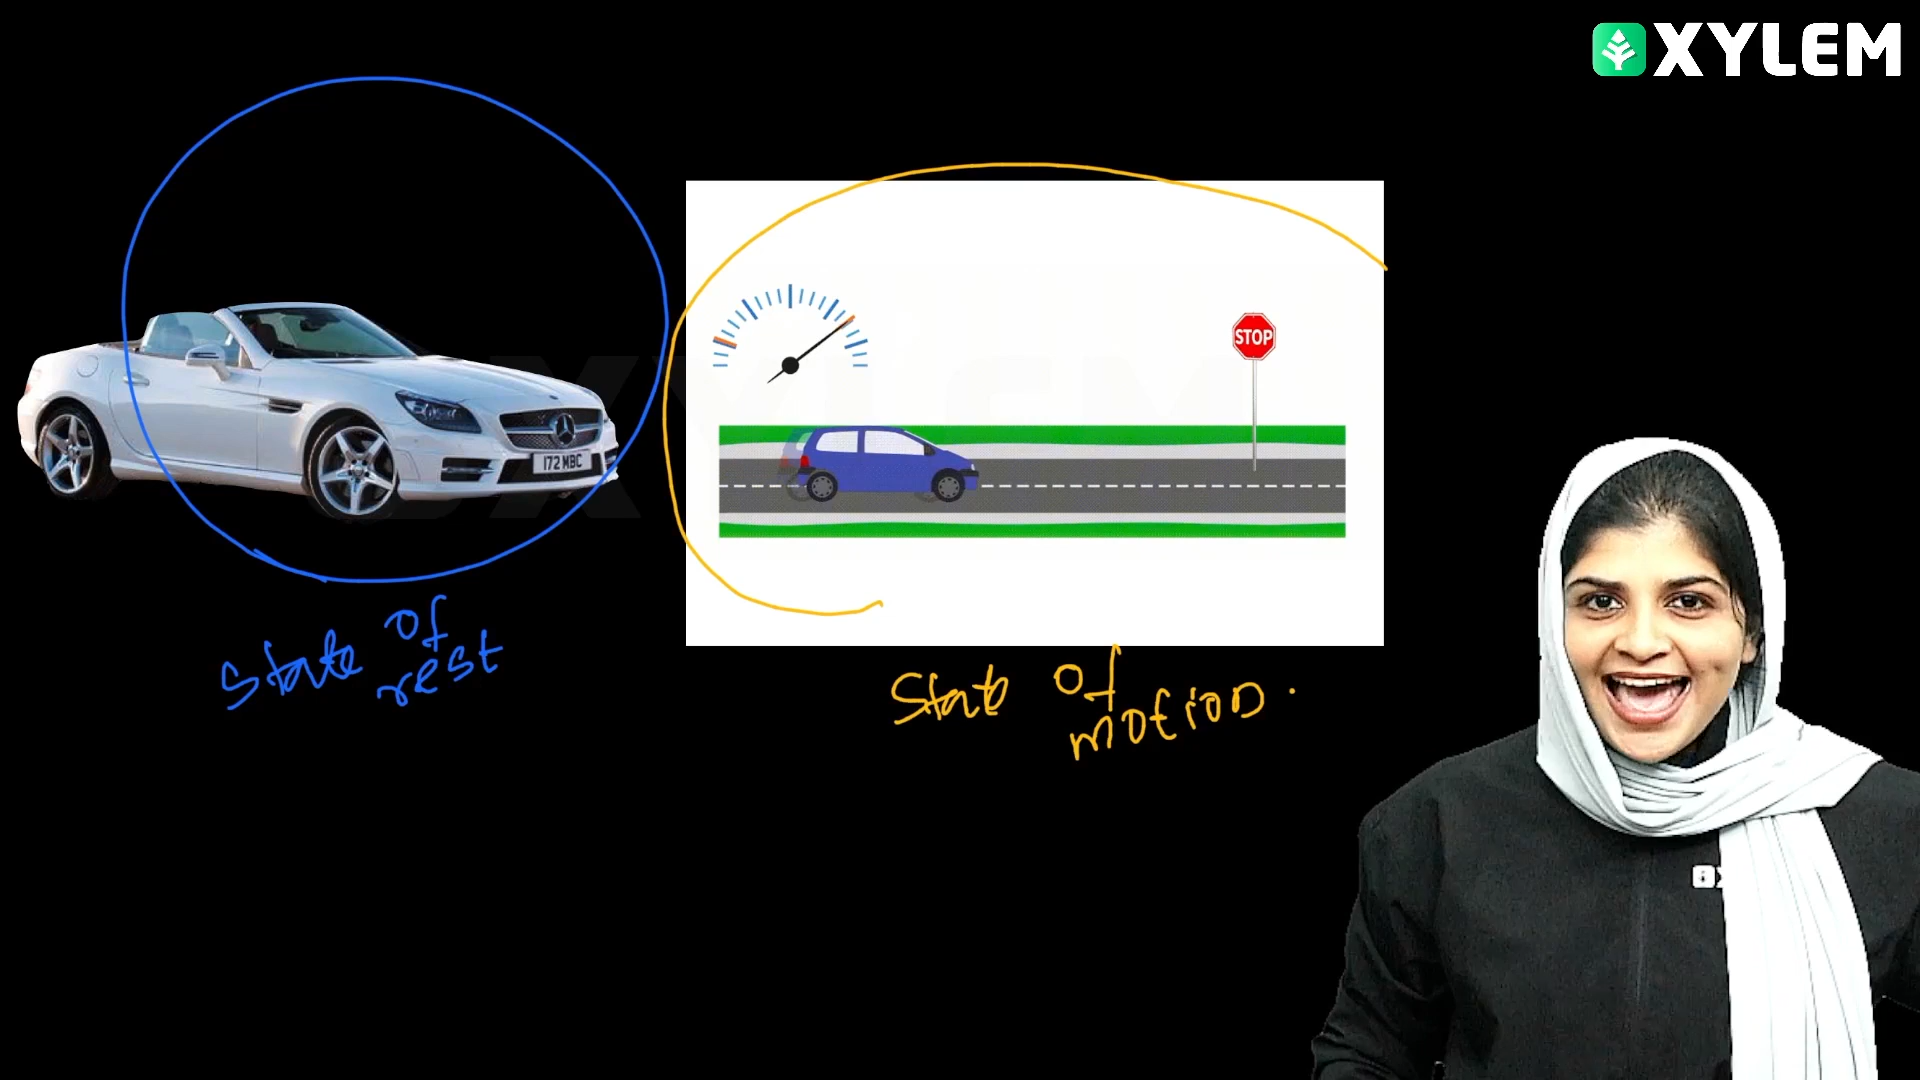 XYLEM
STOP
172 MBC
State of
rest
State of
motion.